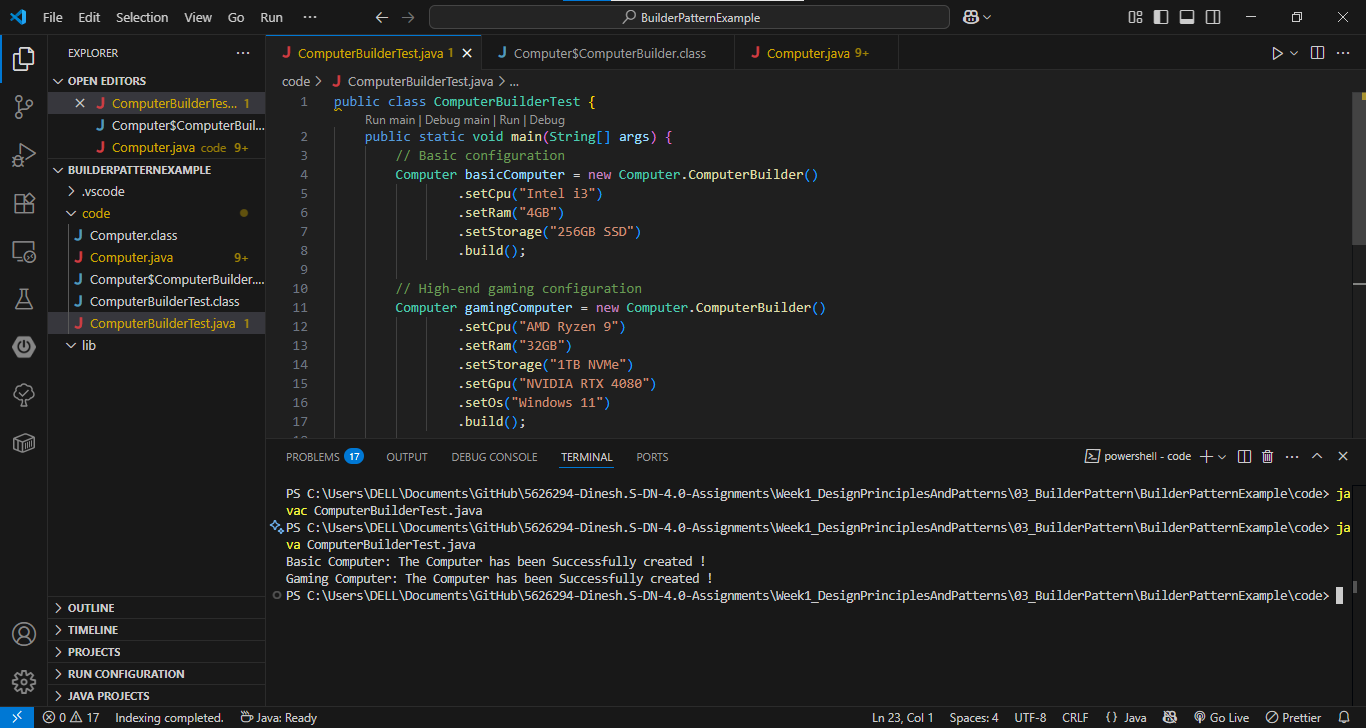 File Edit Selection View Go Run ··· BuilderPatternExample
EXPLORER ···
OPEN EDITORS
ComputerBuilderTes... 1
Computer$ComputerBuil...
Computer.java code 9+
BUILDERPATTERNEXAMPLE
.vscode
code
Computer.class
Computer.java 9+
Computer$ComputerBuilder....
ComputerBuilderTest.class
ComputerBuilderTest.java 1
lib
OUTLINE
TIMELINE
PROJECTS
RUN CONFIGURATION
JAVA PROJECTS
ComputerBuilderTest.java 1 Computer$ComputerBuilder.class Computer.java 9+
code > ComputerBuilderTest.java > ...
1 public class ComputerBuilderTest {
Run main | Debug main | Run | Debug
2 public static void main(String[] args) {
3 // Basic configuration
4 Computer basicComputer = new Computer.ComputerBuilder()
5 .setCpu("Intel i3")
6 .setRam("4GB")
7 .setStorage("256GB SSD")
8 .build();
9
10 // High-end gaming configuration
11 Computer gamingComputer = new Computer.ComputerBuilder()
12 .setCpu("AMD Ryzen 9")
13 .setRam("32GB")
14 .setStorage("1TB NVMe")
15 .setGpu("NVIDIA RTX 4080")
16 .setOs("Windows 11")
17 .build();
PROBLEMS 17 OUTPUT DEBUG CONSOLE TERMINAL PORTS powershell - code
PS C:\Users\DELL\Documents\GitHub\5626294-Dinesh.S-DN-4.0-Assignments\Week1_DesignPrinciplesAndPatterns\03_BuilderPattern\BuilderPatternExample\code> ja
vac ComputerBuilderTest.java
PS C:\Users\DELL\Documents\GitHub\5626294-Dinesh.S-DN-4.0-Assignments\Week1_DesignPrinciplesAndPatterns\03_BuilderPattern\BuilderPatternExample\code> ja
va ComputerBuilderTest.java
Basic Computer: The Computer has been Successfully created !
Gaming Computer: The Computer has been Successfully created !
PS C:\Users\DELL\Documents\GitHub\5626294-Dinesh.S-DN-4.0-Assignments\Week1_DesignPrinciplesAndPatterns\03_BuilderPattern\BuilderPatternExample\code>
0 17 Indexing completed. Java: Ready Ln 23, Col 1 Spaces: 4 UTF-8 CRLF {} Java Go Live Prettier